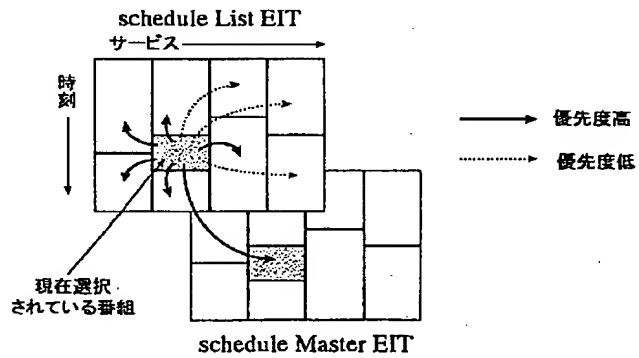 schedule List EIT
サービス
時刻
優先度高
優先度低
現在選択
されている番組
schedule Master EIT